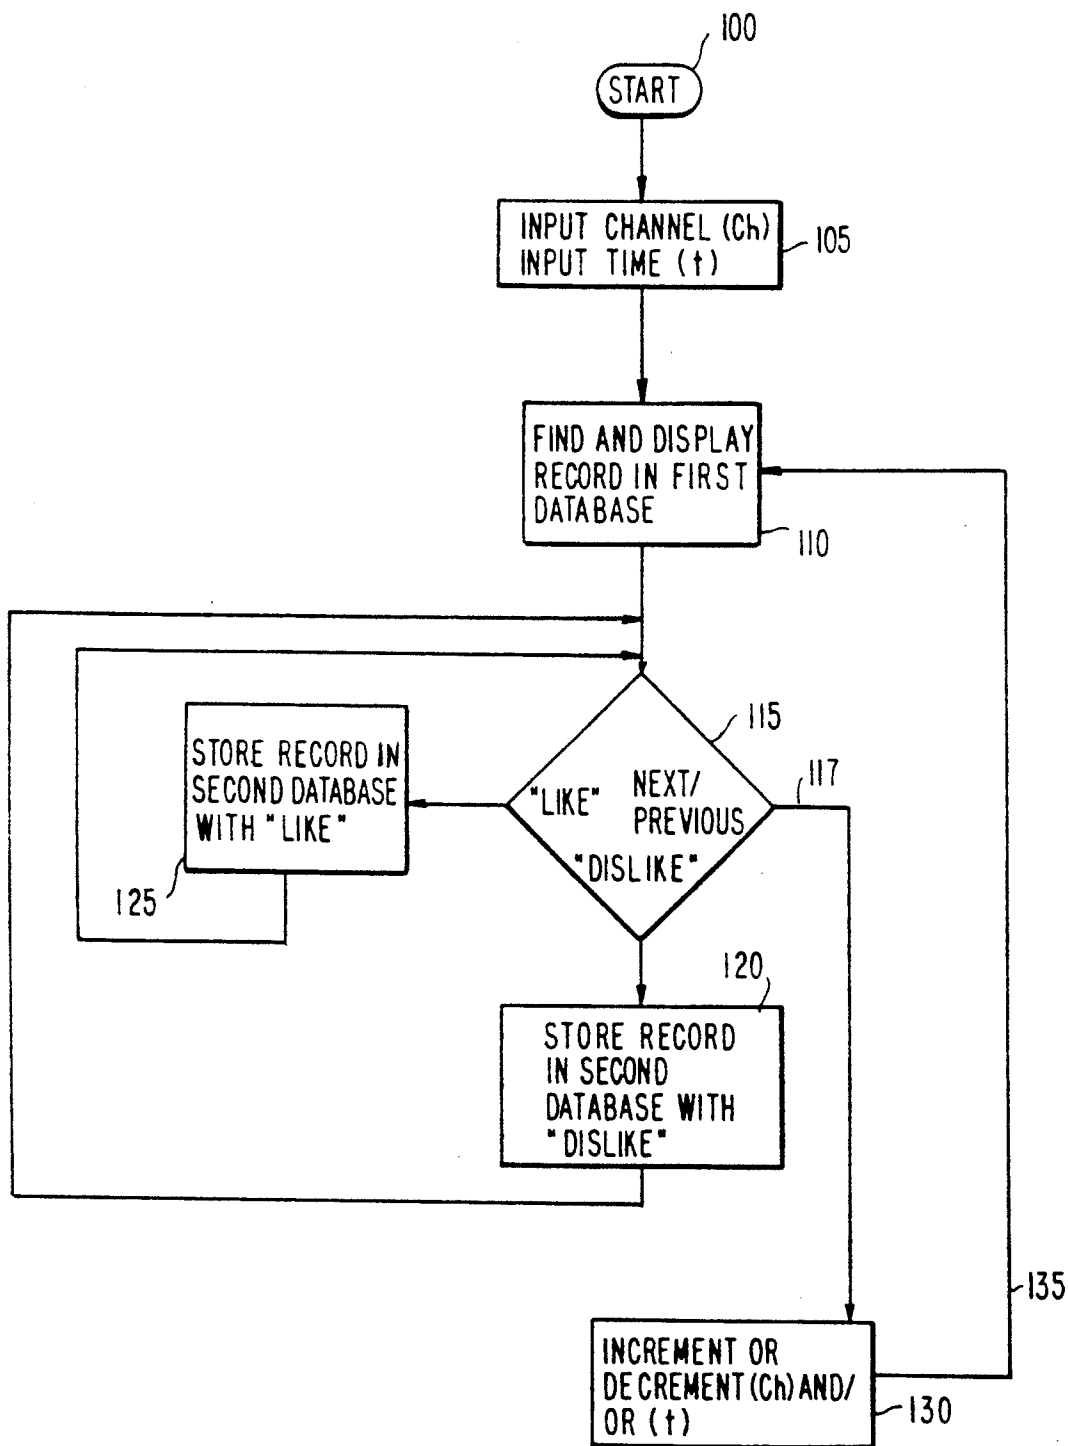 100
START
INPUT CHANNEL (Ch)
INPUT TIME (t)
105
FIND AND DISPLAY
RECORD IN FIRST
DATABASE
110
115
117
"LIKE"
NEXT/
PREVIOUS
"DISLIKE"
STORE RECORD IN
SECOND DATABASE
WITH "LIKE"
125
120
STORE RECORD
IN SECOND
DATABASE WITH
"DISLIKE"
135
INCREMENT OR
DECREMENT (Ch) AND/
OR (t)
130